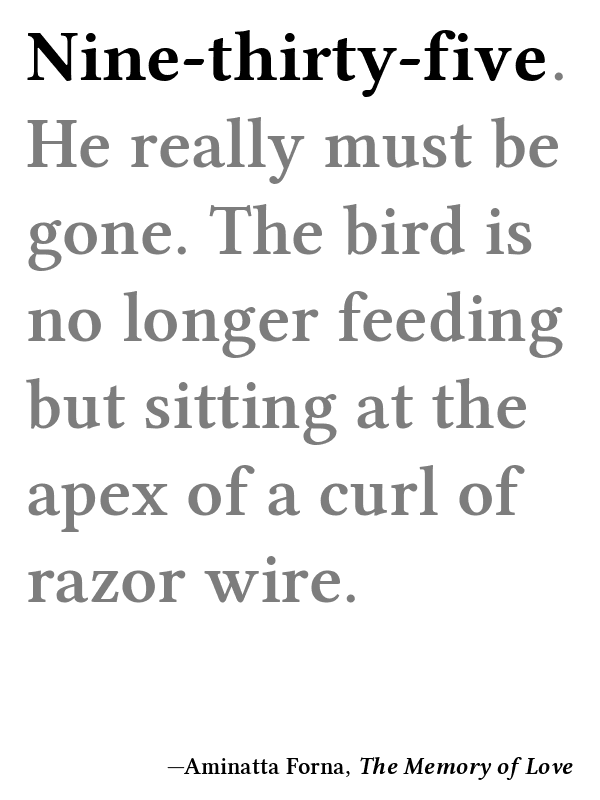 Nine-thirty-five.
He really must be
gone. The bird is
no longer feeding
but sitting at the
apex of a curl of
razor wire.
—Aminatta Forna, The Memory of Love